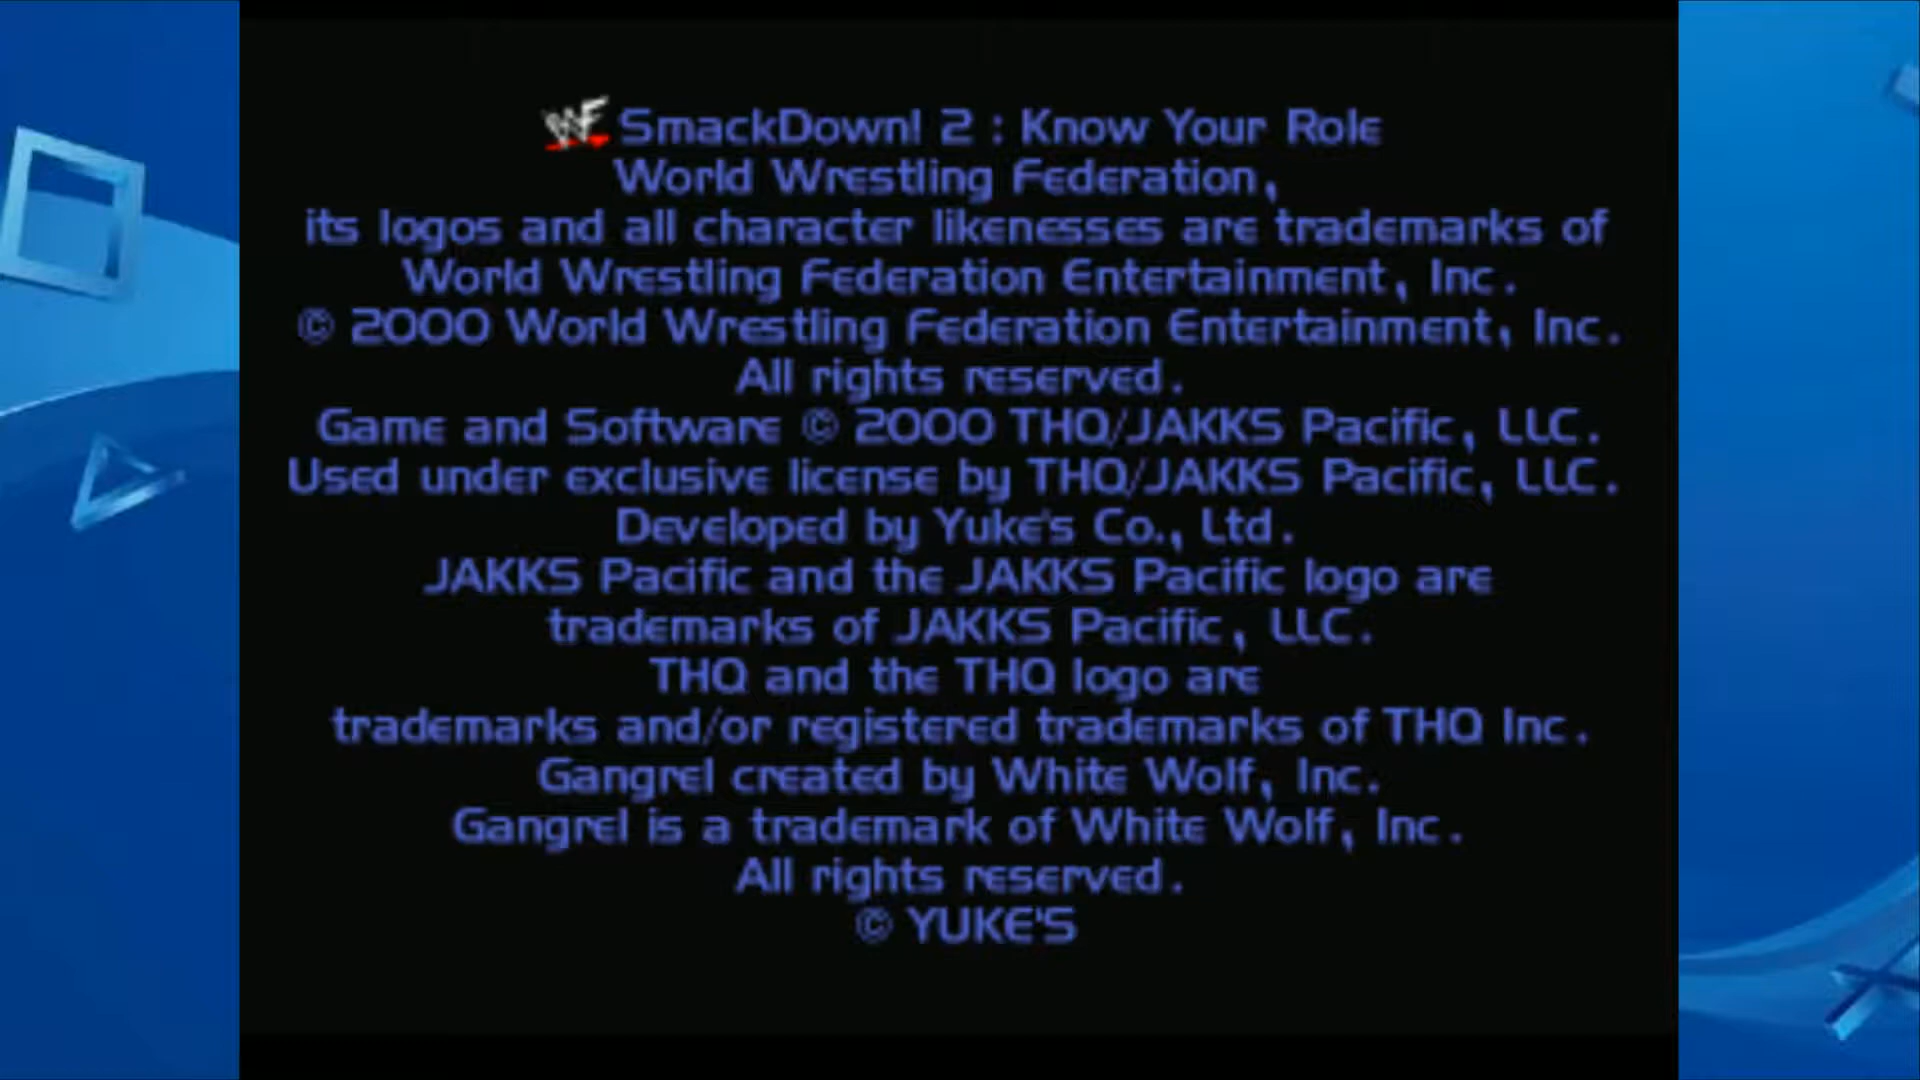 WF SmackDown! 2 : Know Your Role
World Wrestling Federation,
its logos and all character likenesses are trademarks of
World Wrestling Federation Entertainment, Inc.
© 2000 World Wrestling Federation Entertainment, Inc.
All rights reserved.
Game and Software © 2000 THQ/JAKKS Pacific, LLC.
Used under exclusive license by THQ/JAKKS Pacific, LLC.
Developed by Yuke's Co., Ltd.
JAKKS Pacific and the JAKKS Pacific logo are
trademarks of JAKKS Pacific, LLC.
THQ and the THQ logo are
trademarks and/or registered trademarks of THQ Inc.
Gangrel created by White Wolf, Inc.
Gangrel is a trademark of White Wolf, Inc.
All rights reserved.
© YUKE'S